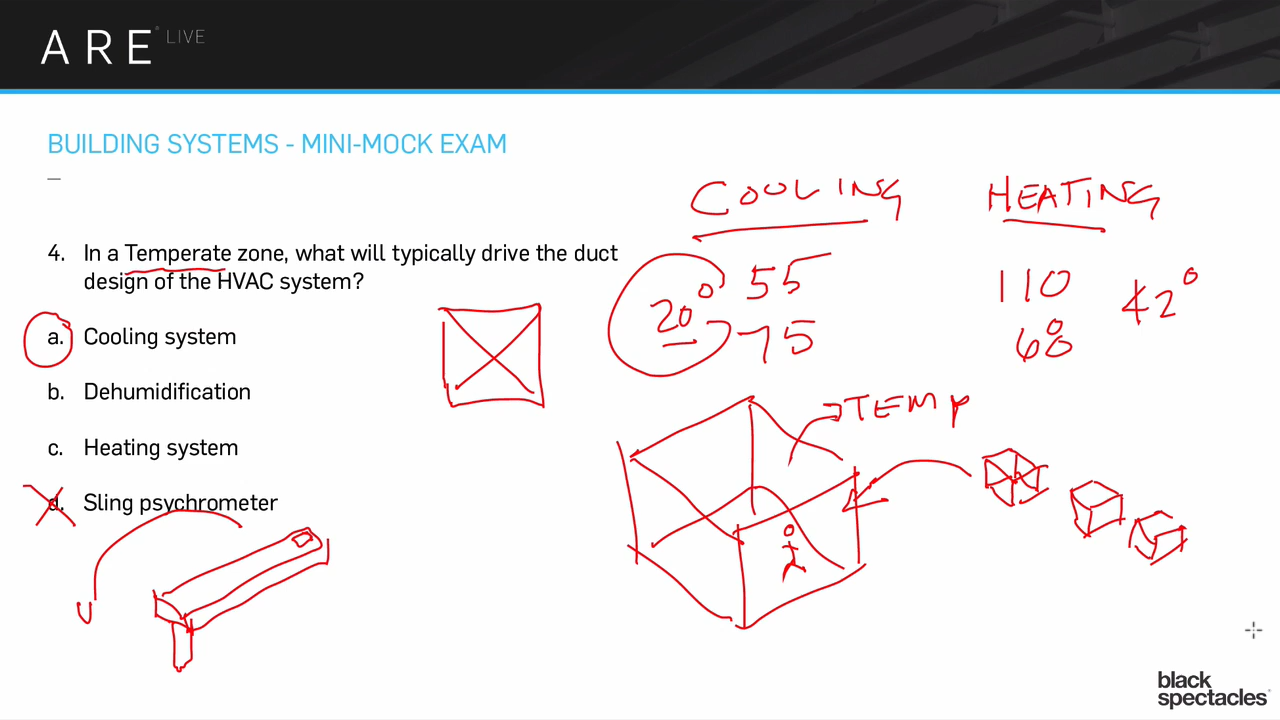 ARE® LIVE
BUILDING SYSTEMS - MINI-MOCK EXAM
4. In a Temperate zone, what will typically drive the duct
design of the HVAC system?
a. Cooling system
b. Dehumidification
c. Heating system
d. Sling psychrometer
COOLING
20° 55
75
HEATING
110
68
42°
TEMP
black
spectacles